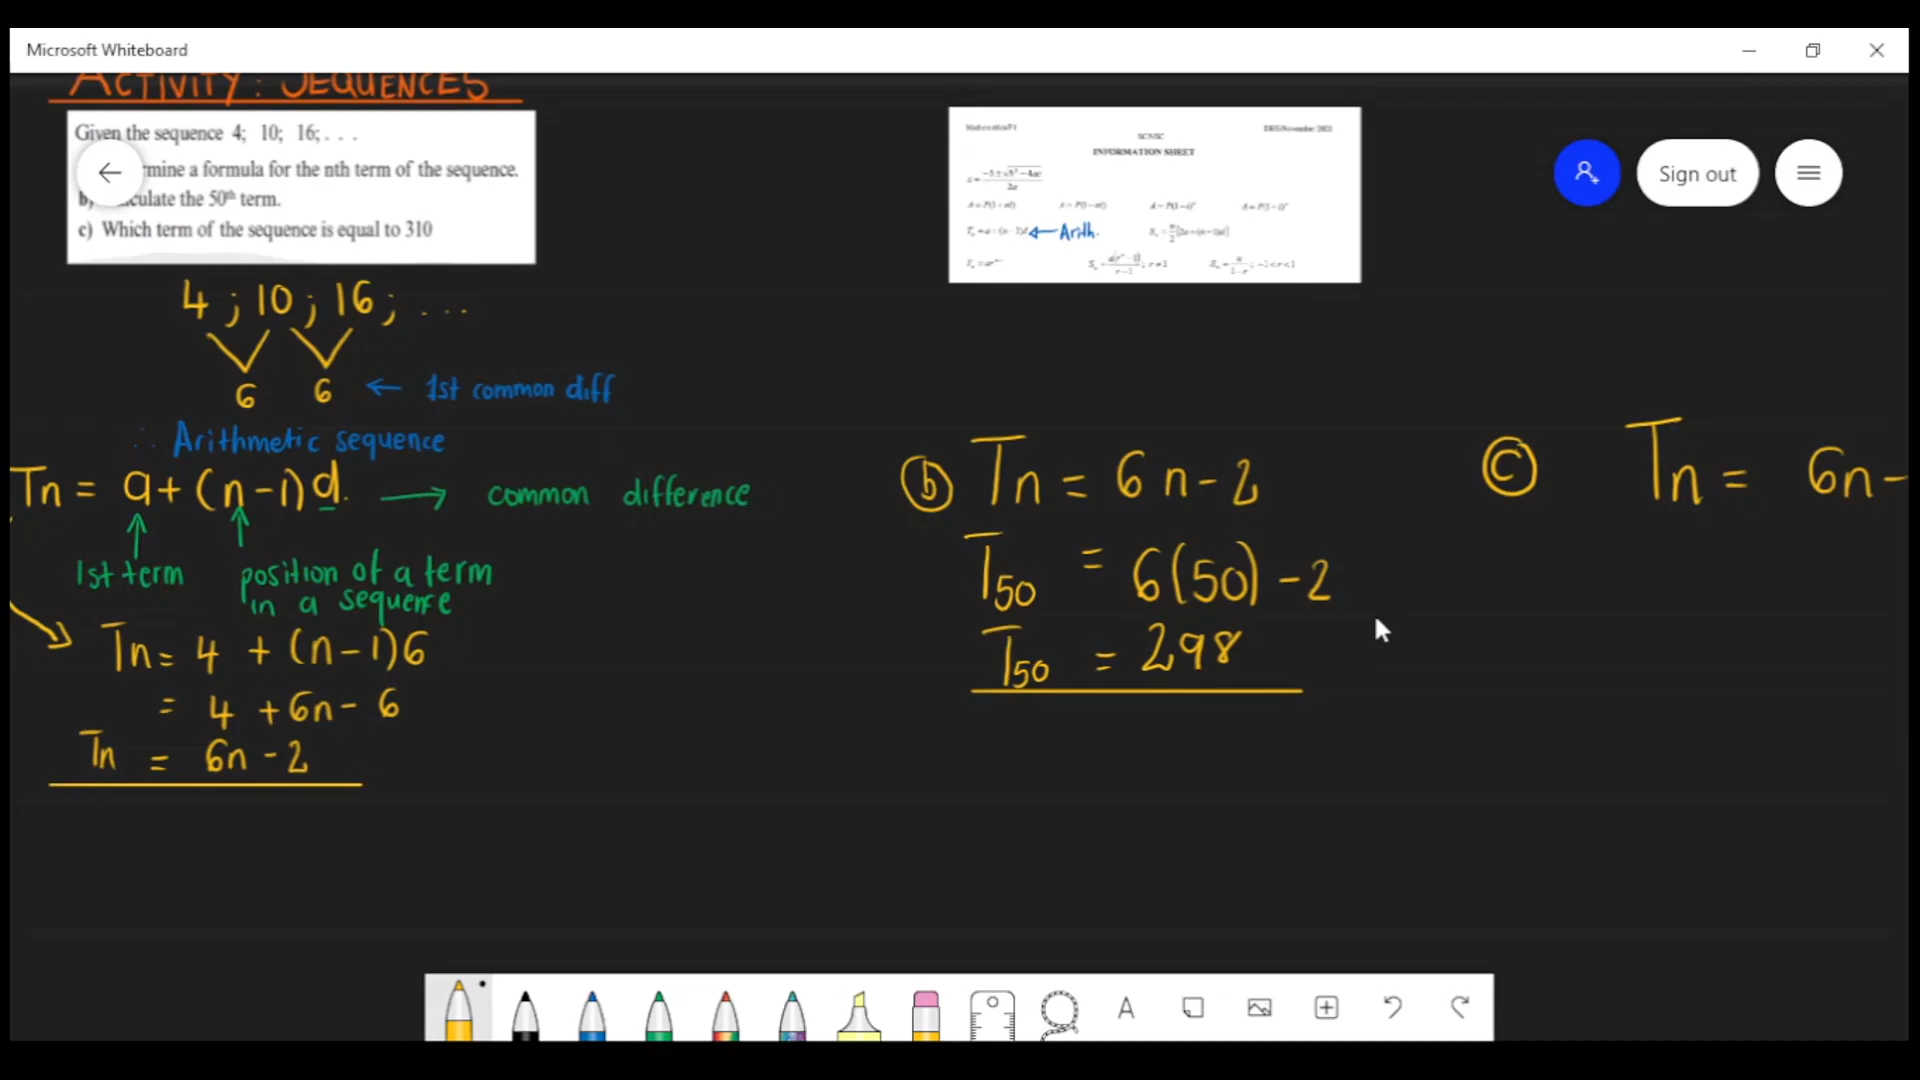 Microsoft Whiteboard
ACTIVITY : SEQUENCES
Given the sequence 4; 10; 16; . . .
rmine a formula for the nth term of the sequence.
b) culate the 50th term.
c) Which term of the sequence is equal to 310
4 ; 10 ; 16 ; ...
6 6 ← 1st common diff
∴ Arithmetic sequence
Tn = a + (n-1)d. → common difference
1st term
position of a term
in a sequence
Tn = 4 + (n-1)6
= 4 + 6n - 6
Tn = 6n - 2
INFORMATION SHEET
← Arith.
Sign out
(b) Tn = 6n - 2
T50 = 6(50) - 2
T50 = 298
(c) Tn = 6n -
A